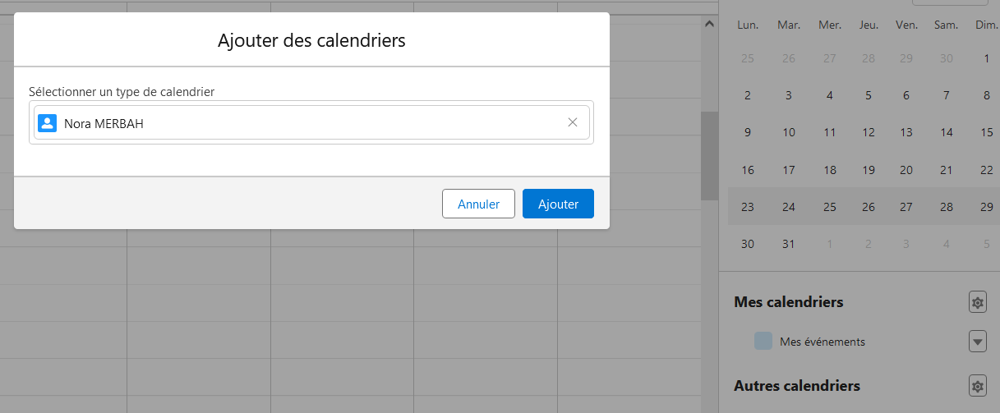 Ajouter des calendriers
Sélectionner un type de calendrier
Nora MERBAH
Annuler
Ajouter
Lun. Mar. Mer. Jeu. Ven. Sam. Dim.
25 26 27 28 29 30 1
2 3 4 5 6 7 8
9 10 11 12 13 14 15
16 17 18 19 20 21 22
23 24 25 26 27 28 29
30 31 1 2 3 4 5
Mes calendriers
Mes événements
Autres calendriers